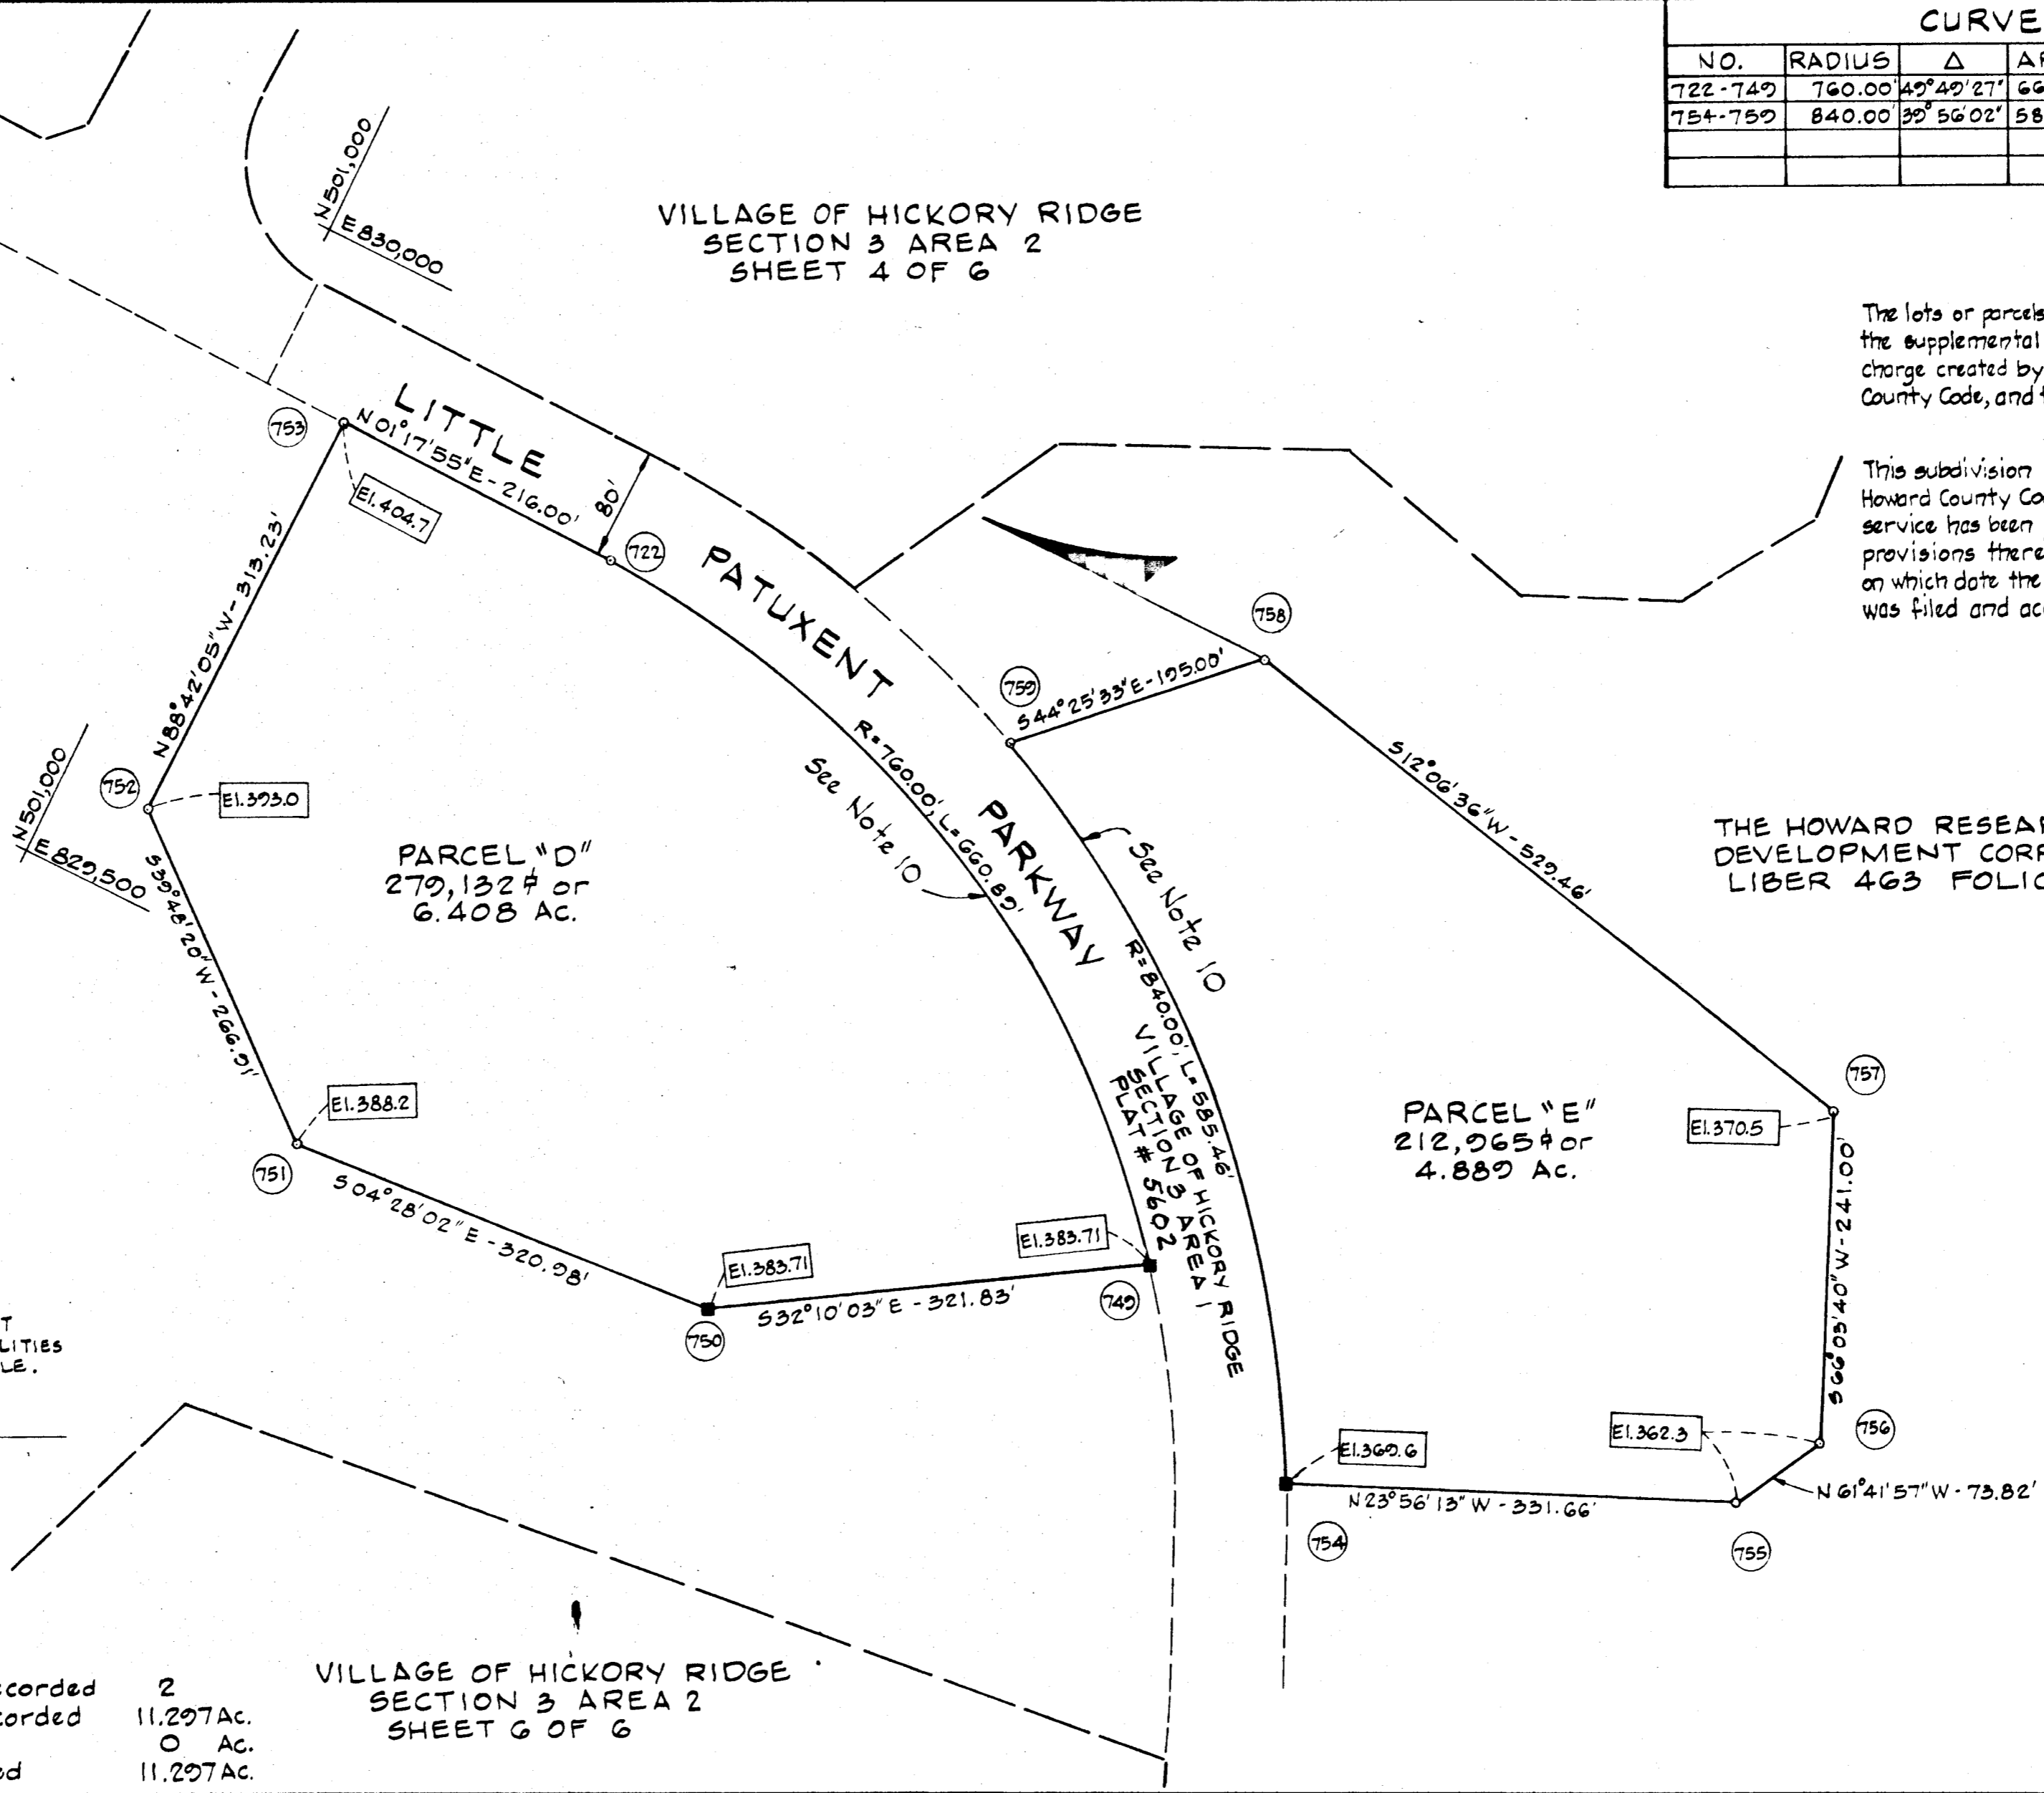 CURVE
NO. RADIUS Δ
722-749 760.00' 49°49'27" 66
754-759 840.00' 39°56'02" 58
N501,000
E830,000
VILLAGE OF HICKORY RIDGE
SECTION 3 AREA 2
SHEET 4 OF 6
The lots or parcels
the supplemental
charge created by
County Code, and
This subdivision
Howard County
service has been
provisions
on which date the
was filed and
753
LITTLE
N01°17'55"E-216.00'
El.404.7
80'
722
PATUXENT
PARKWAY
N88°42'05"W-313.23'
752
El.393.0
N501,000
E829,500
S39°48'20"W-266.91'
PARCEL "D"
279,132⏍ or
6.408 AC.
R=760.00', L=660.89'
See Note 10
759
S44°25'33"E-195.00'
758
See Note 10
S12°06'36"W-529.46'
THE HOWARD
DEVELOPMENT
LIBER 463
R=840.00', L=585.46'
VILLAGE OF HICKORY RIDGE
SECTION 3 AREA 1
PLAT # 5602
El.388.2
751
S04°28'02"E-320.98'
El.383.71
750
S32°10'03"E-321.83'
El.383.71
749
PARCEL "E"
212,965⏍ or
4.889 Ac.
757
El.370.5
S66°03'40"W-241.00'
El.362.3
756
El.369.6
N23°56'13"W-331.66'
N61°41'57"W-73.82'
754
755
LE.
VILLAGE OF HICKORY RIDGE
SECTION 3 AREA 2
SHEET 6 OF 6
2
11.297Ac.
0 Ac.
11.297Ac.